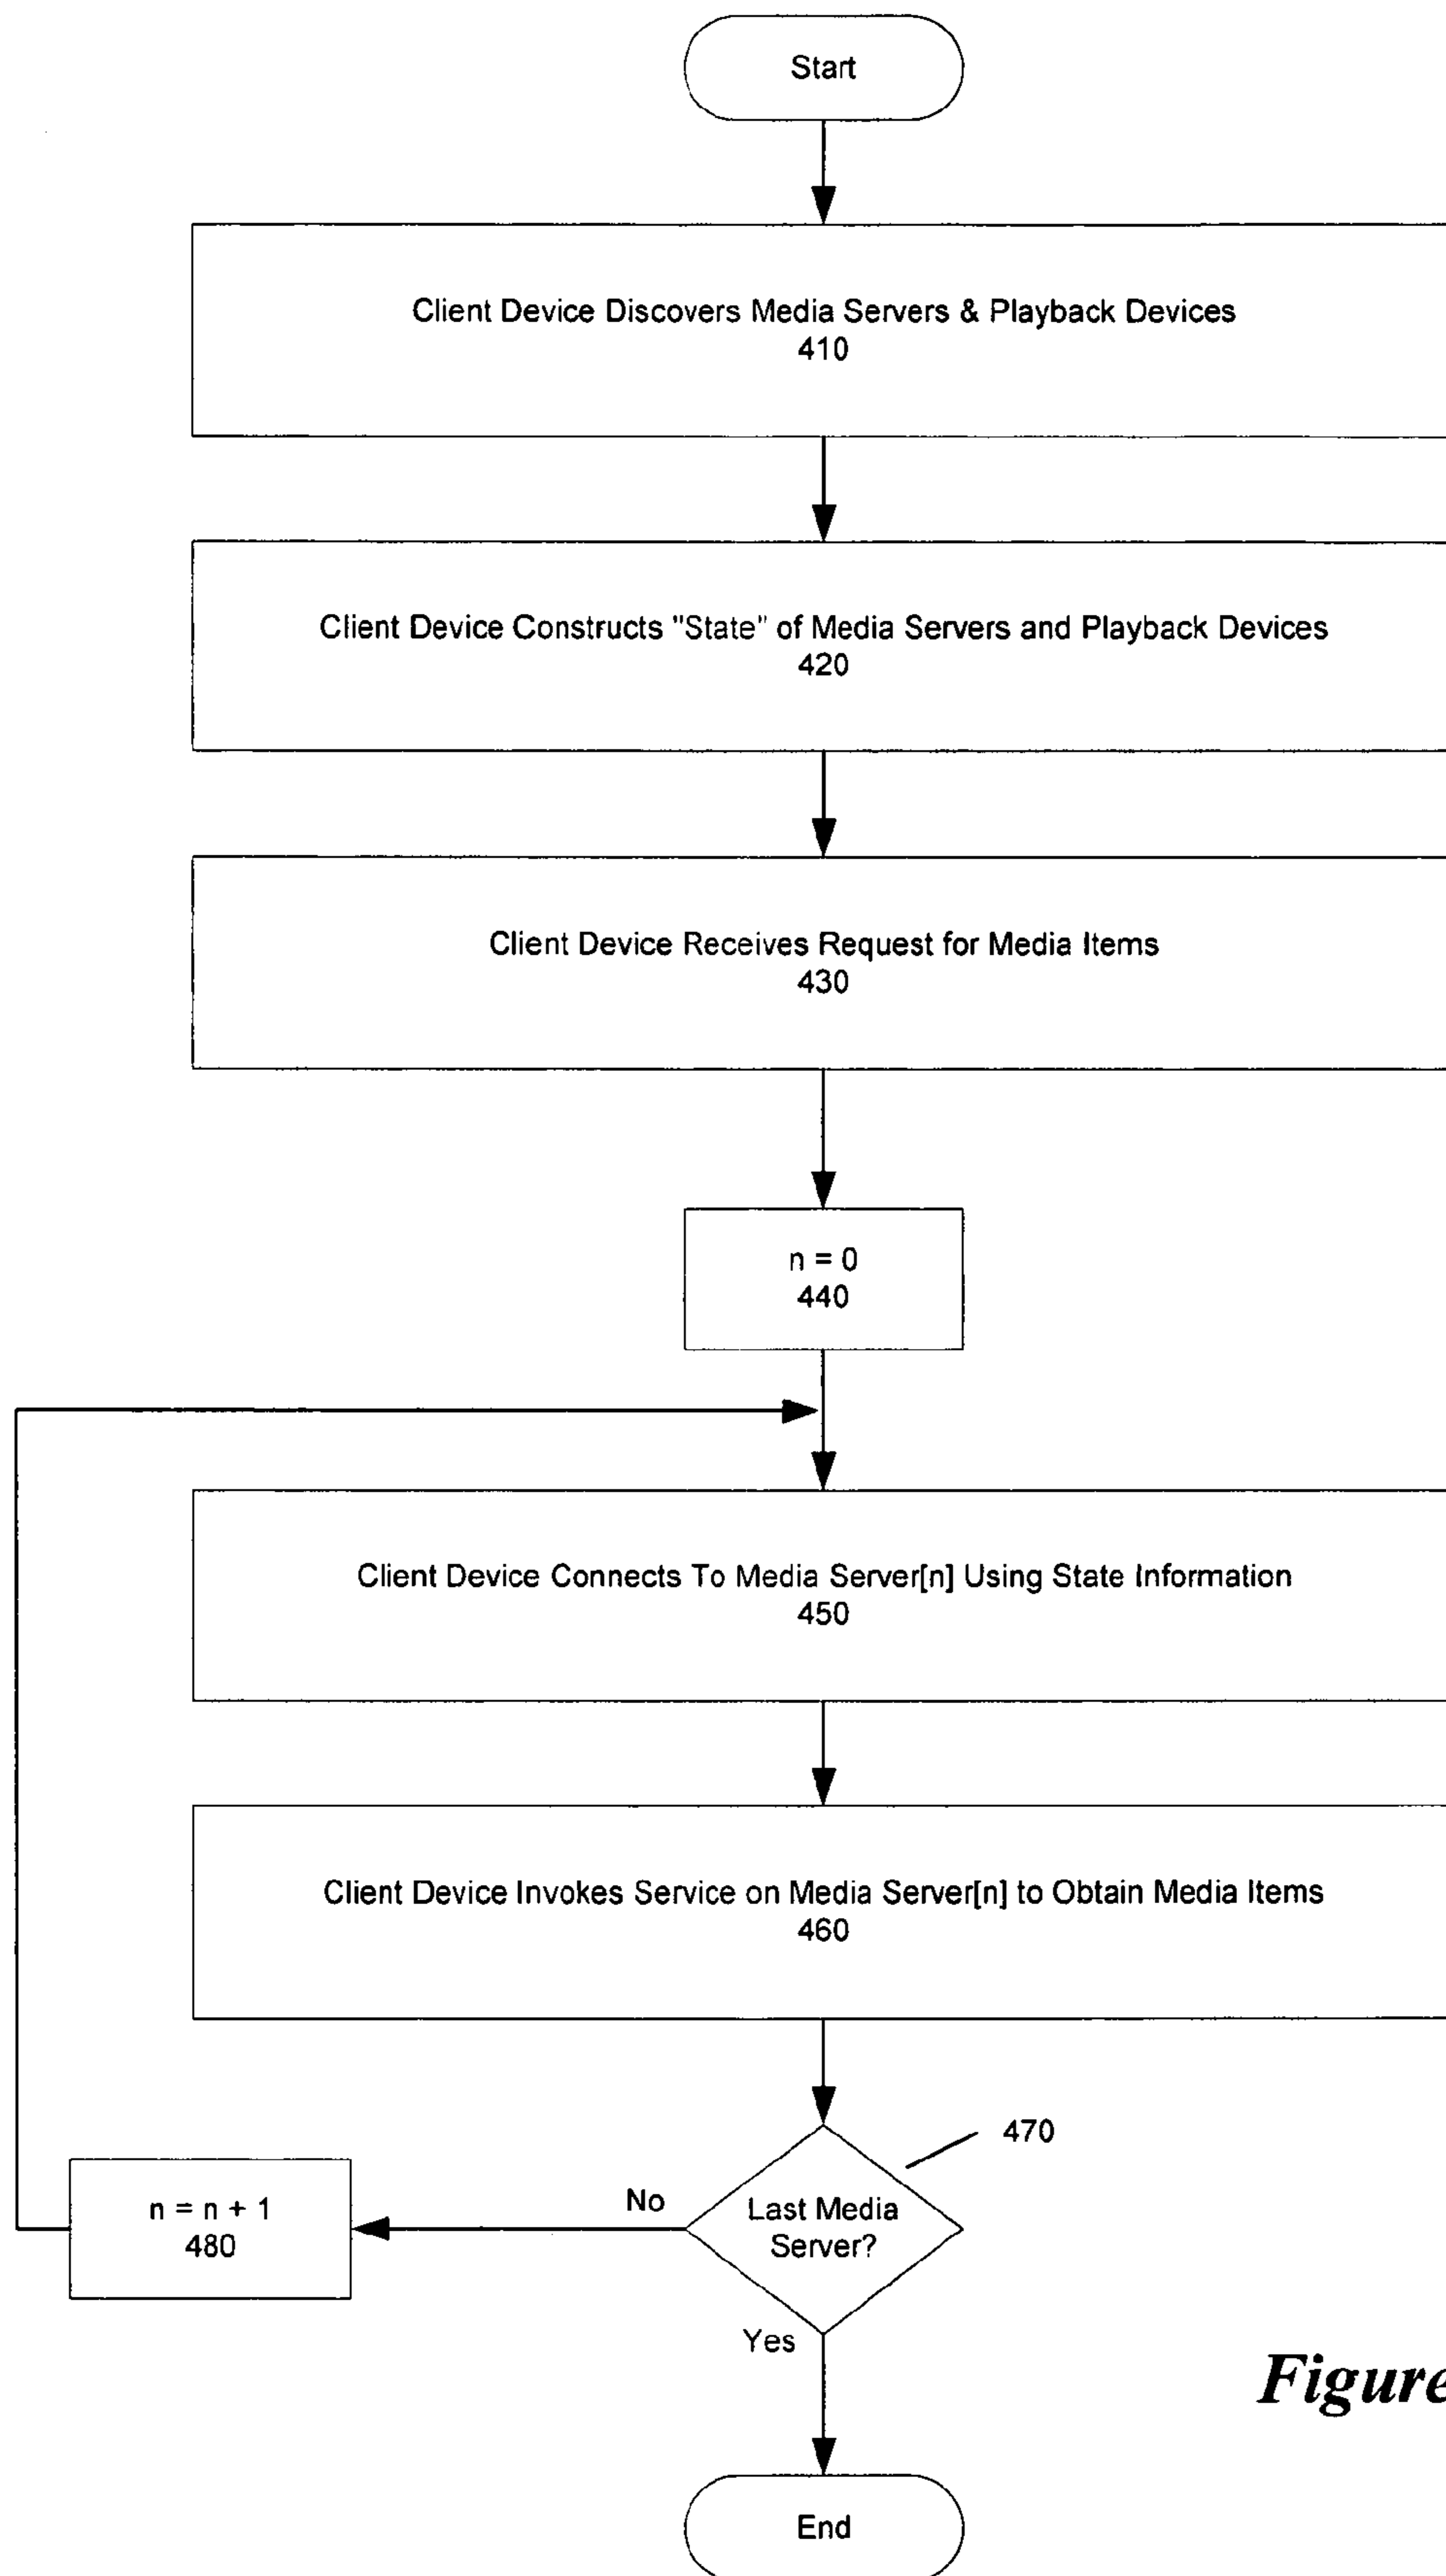 Start
Client Device Discovers Media Servers & Playback Devices
410
Client Device Constructs "State" of Media Servers and Playback Devices
420
Client Device Receives Request for Media Items
430
n = 0
440
Client Device Connects To Media Server[n] Using State Information
450
Client Device Invokes Service on Media Server[n] to Obtain Media Items
460
470
Last Media
Server?
No
n = n + 1
480
Yes
Figure
End